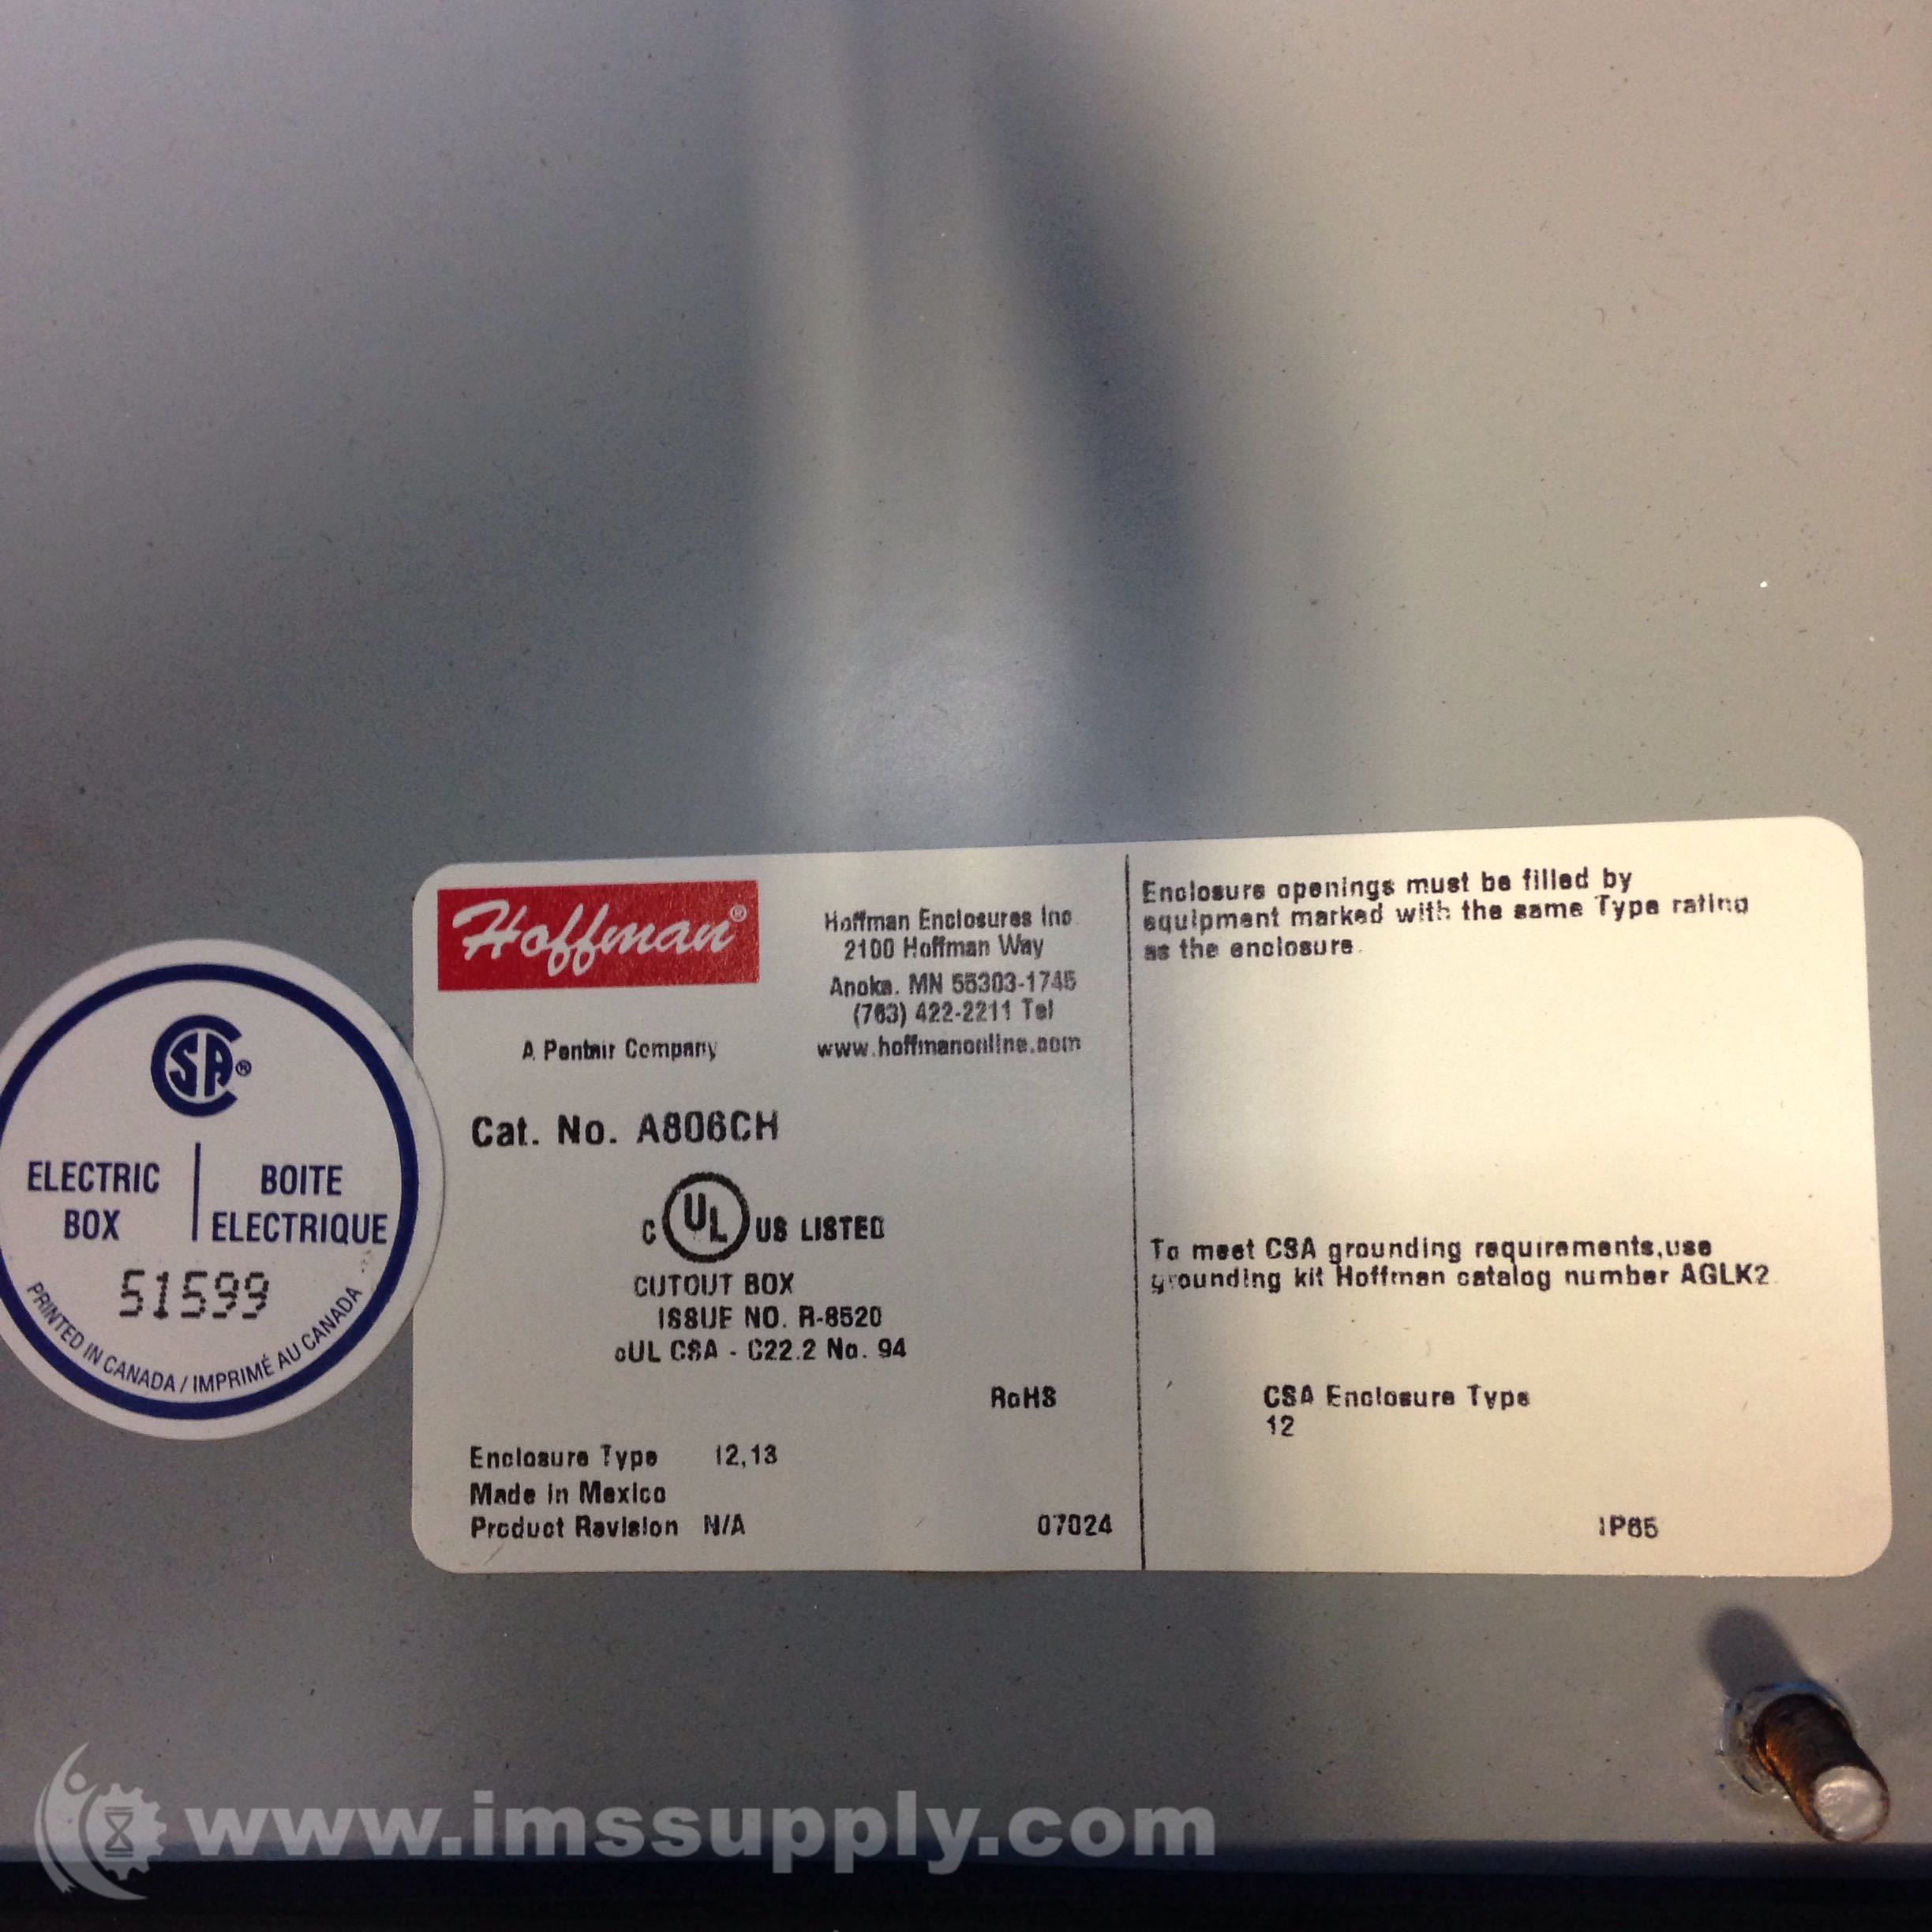 CSA®
ELECTRIC BOX | BOITE ELECTRIQUE
51599
PRINTED IN CANADA / IMPRIMÉ AU CANADA
Hoffman®
A Pentair Company
Hoffman Enclosures Inc.
2100 Hoffman Way
Anoka, MN 55303-1745
(763) 422-2211 Tel
www.hoffmanonline.com
Cat. No. A806CH
C UL US LISTED
CUTOUT BOX
ISSUE NO. R-8520
cUL CSA - C22.2 No. 94
RoHS
Enclosure Type 12,13
Made in Mexico
Product Revision N/A
07024
Enclosure openings must be filled by
equipment marked with the same Type rating
as the enclosure.
To meet CSA grounding requirements,use
grounding kit Hoffman catalog number AGLK2.
CSA Enclosure Type
12
IP65
www.imssupply.com